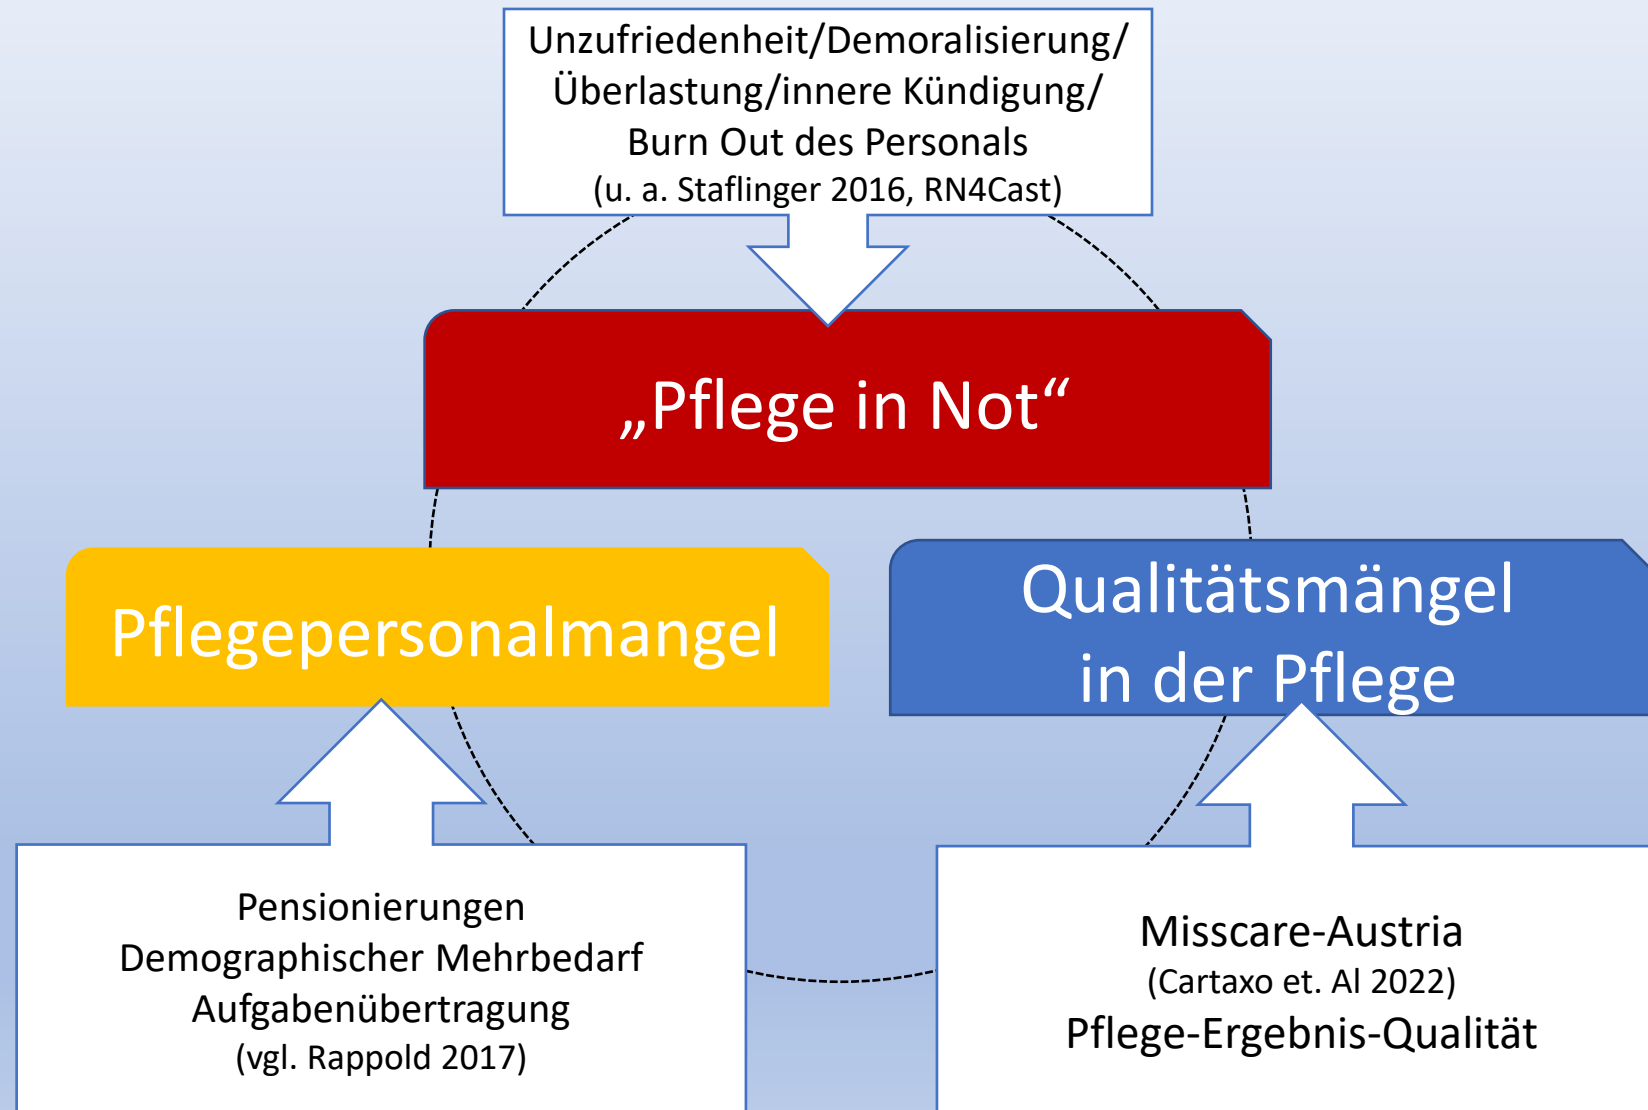 Unzufriedenheit/Demoralisierung/
Überlastung/innere Kündigung/
Burn Out des Personals
(u. a. Staflinger 2016, RN4Cast)
„Pflege in Not“
Pflegepersonalmangel
Qualitätsmängel
in der Pflege
Pensionierungen
Demographischer Mehrbedarf
Aufgabenübertragung
(vgl. Rappold 2017)
Misscare-Austria
(Cartaxo et. Al 2022)
Pflege-Ergebnis-Qualität